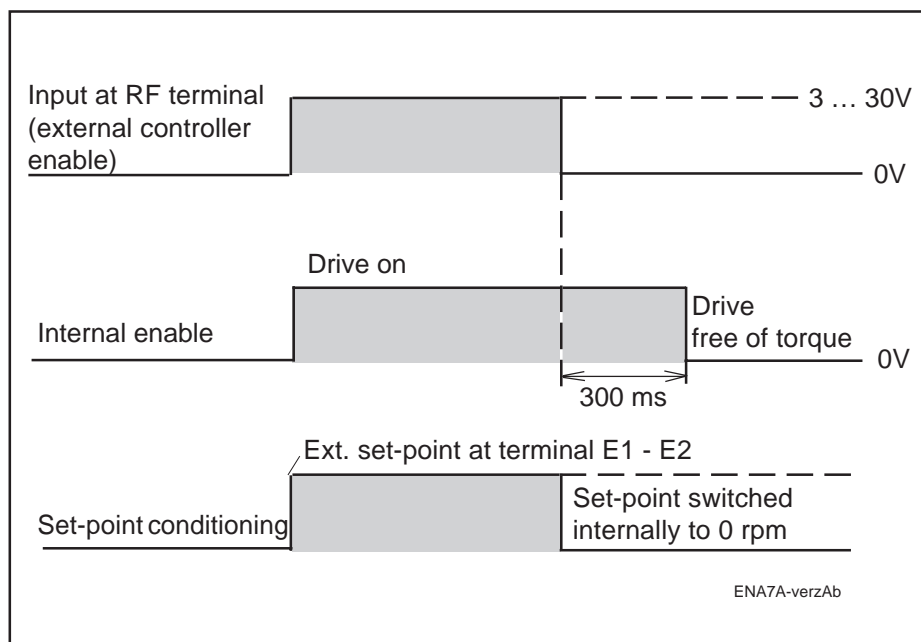 Input at RF terminal
(external controller
enable)
3 … 30V
0V
Drive on
Internal enable
Drive
free of torque
0V
300 ms
Ext. set-point at terminal E1 - E2
Set-point conditioning
Set-point switched
internally to 0 rpm
ENA7A-verzAb